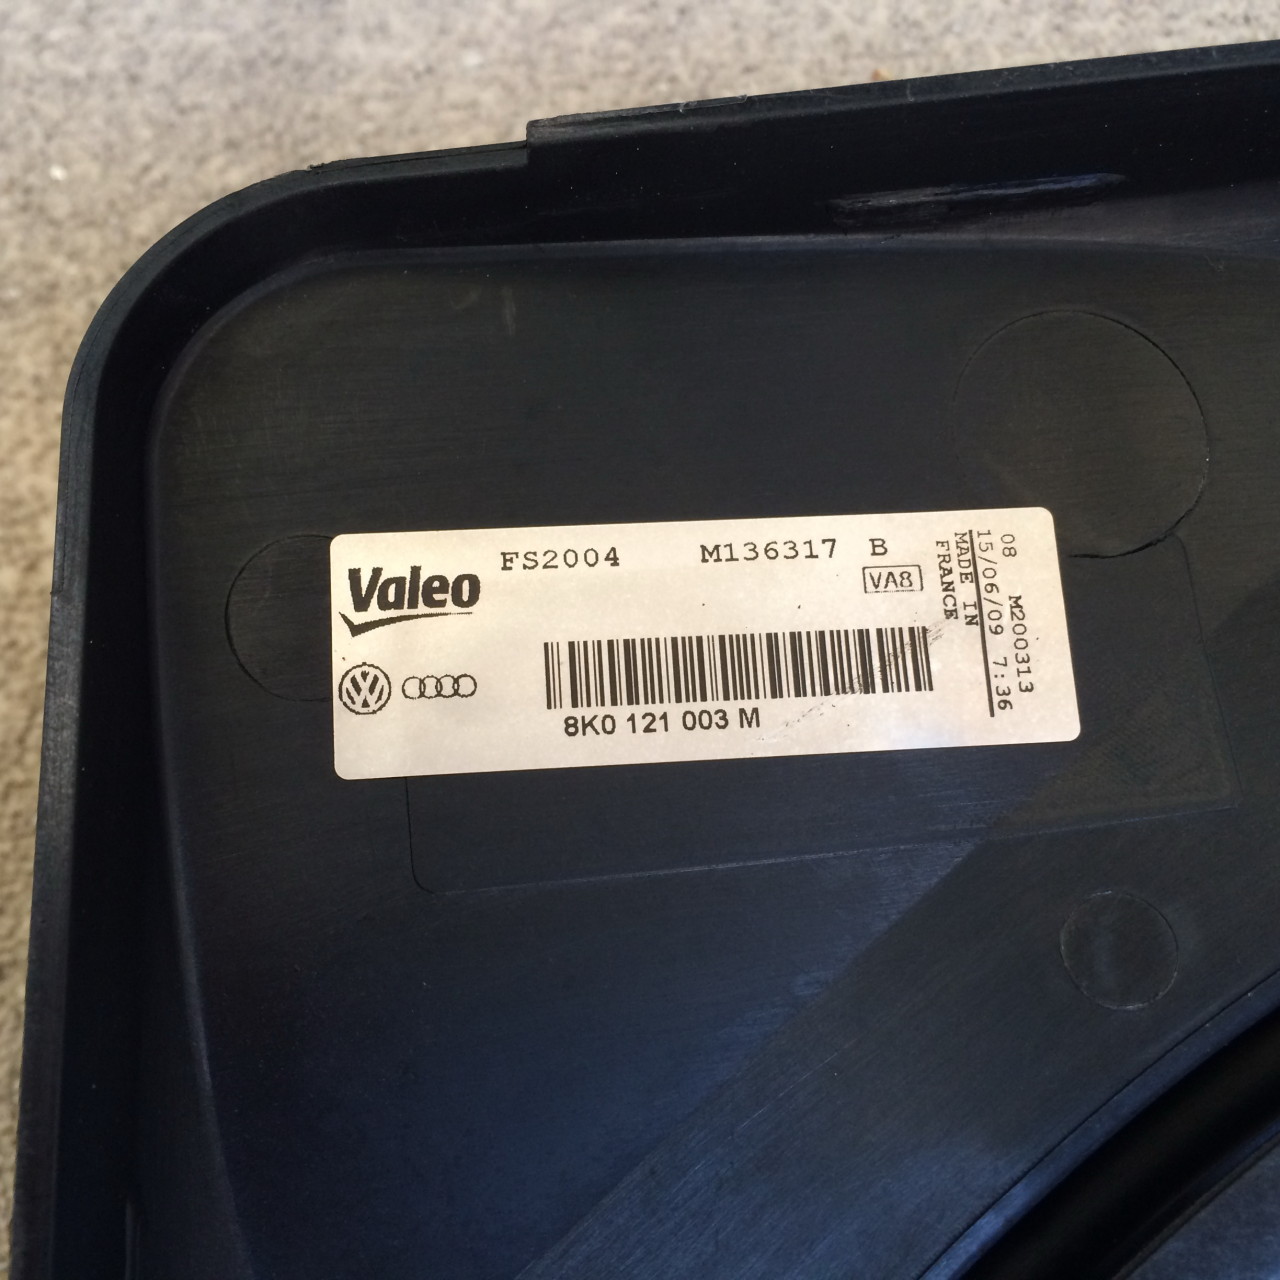 Valeo
FS2004 M136317 B
VA8
8K0 121 003 M
MADE IN
FRANCE
15/06/09 7:36
08 M200313